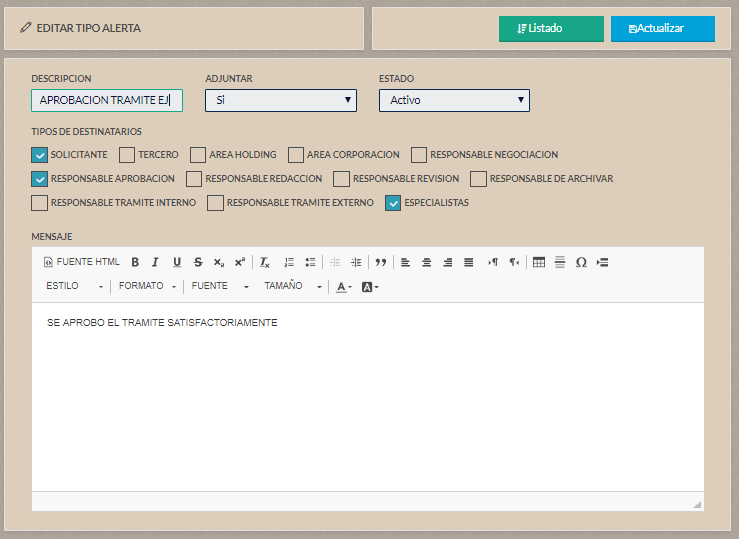 EDITAR TIPO ALERTA
Listado
Actualizar
DESCRIPCION ADJUNTAR ESTADO
APROBACION TRAMITE EJ Si Activo
TIPOS DE DESTINATARIOS
SOLICITANTE TERCERO AREA HOLDING AREA CORPORACION RESPONSABLE NEGOCIACION
RESPONSABLE APROBACION RESPONSABLE REDACCION RESPONSABLE REVISION RESPONSABLE DE ARCHIVAR
RESPONSABLE TRAMITE INTERNO RESPONSABLE TRAMITE EXTERNO ESPECIALISTAS
MENSAJE
FUENTE HTML
ESTILO FORMATO FUENTE TAMAÑO
SE APROBO EL TRAMITE SATISFACTORIAMENTE